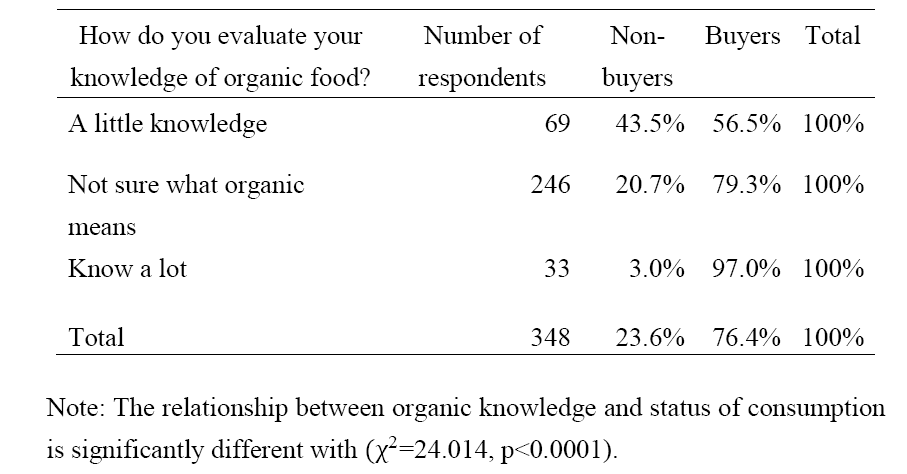 How do you evaluate your Number of Non- Buyers Total
knowledge of organic food? respondents buyers
A little knowledge 69 43.5% 56.5% 100%
Not sure what organic 246 20.7% 79.3% 100%
means
Know a lot 33 3.0% 97.0% 100%
Total 348 23.6% 76.4% 100%
Note: The relationship between organic knowledge and status of consumption
is significantly different with (χ²=24.014, p<0.0001).